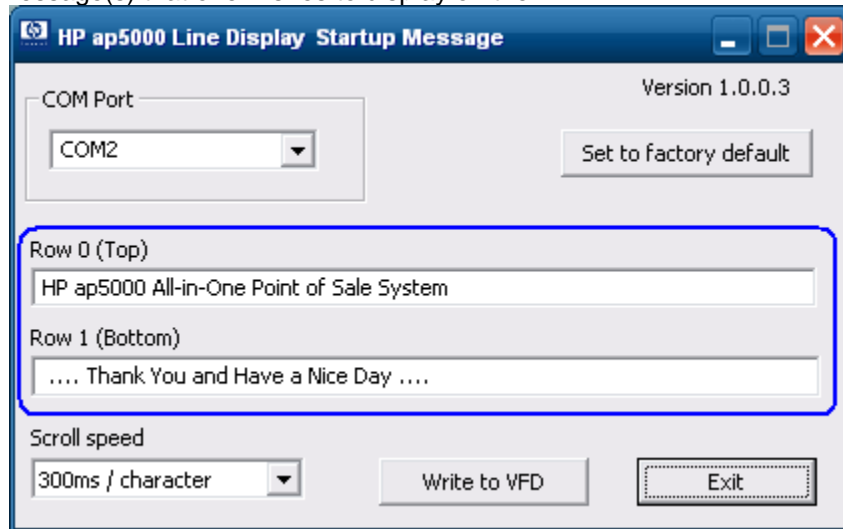 HP ap5000 Line Display Startup Message
COM Port
Version 1.0.0.3
COM2
Set to factory default
Row 0 (Top)
HP ap5000 All-in-One Point of Sale System
Row 1 (Bottom)
.... Thank You and Have a Nice Day ....
Scroll speed
300ms / character
Write to VFD
Exit